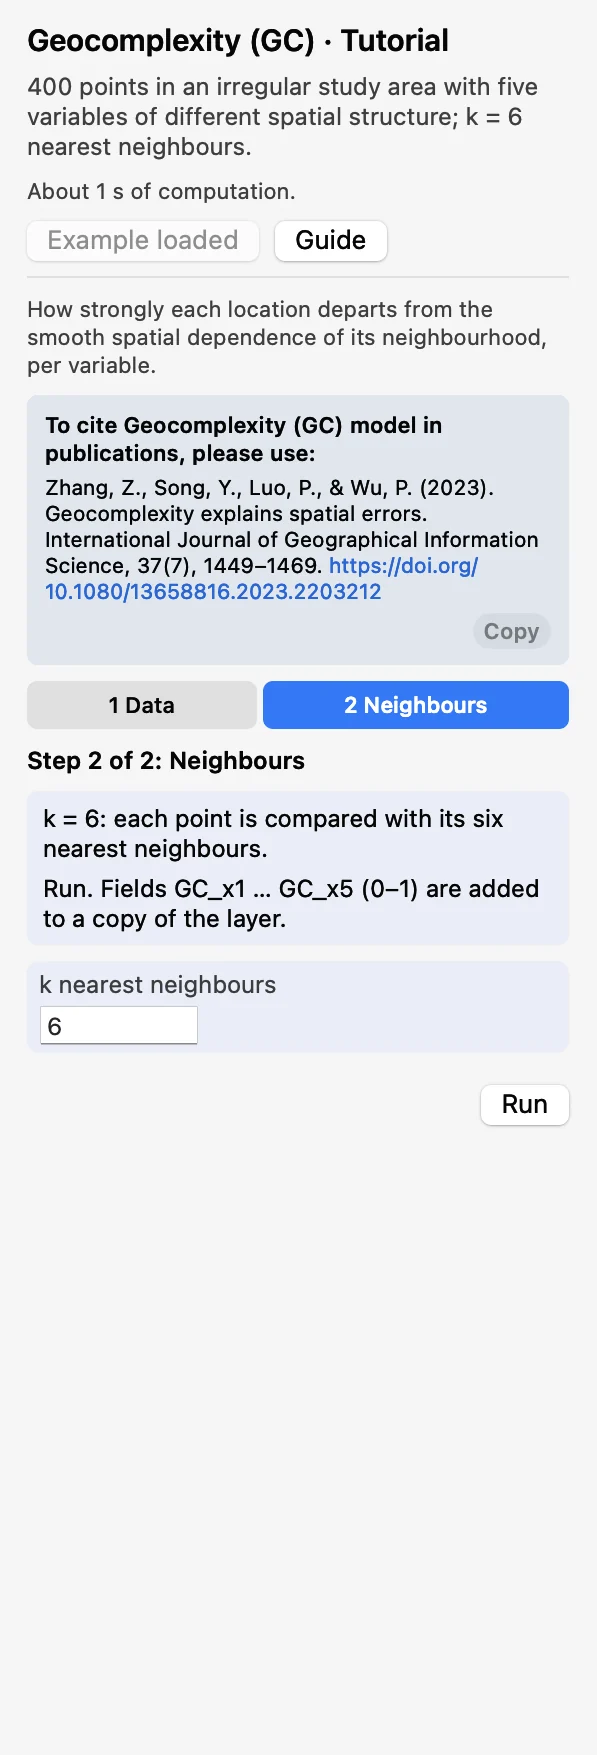 Geocomplexity (GC) · Tutorial
400 points in an irregular study area with five
variables of different spatial structure; k = 6
nearest neighbours.
About 1 s of computation.
Example loaded
Guide
How strongly each location departs from the
smooth spatial dependence of its neighbourhood,
per variable.
To cite Geocomplexity (GC) model in
publications, please use:
Zhang, Z., Song, Y., Luo, P., & Wu, P. (2023).
Geocomplexity explains spatial errors.
International Journal of Geographical Information
Science, 37(7), 1449–1469. https://doi.org/
10.1080/13658816.2023.2203212
Copy
1 Data
2 Neighbours
Step 2 of 2: Neighbours
k = 6: each point is compared with its six
nearest neighbours.
Run. Fields GC_x1 … GC_x5 (0–1) are added
to a copy of the layer.
k nearest neighbours
6
Run